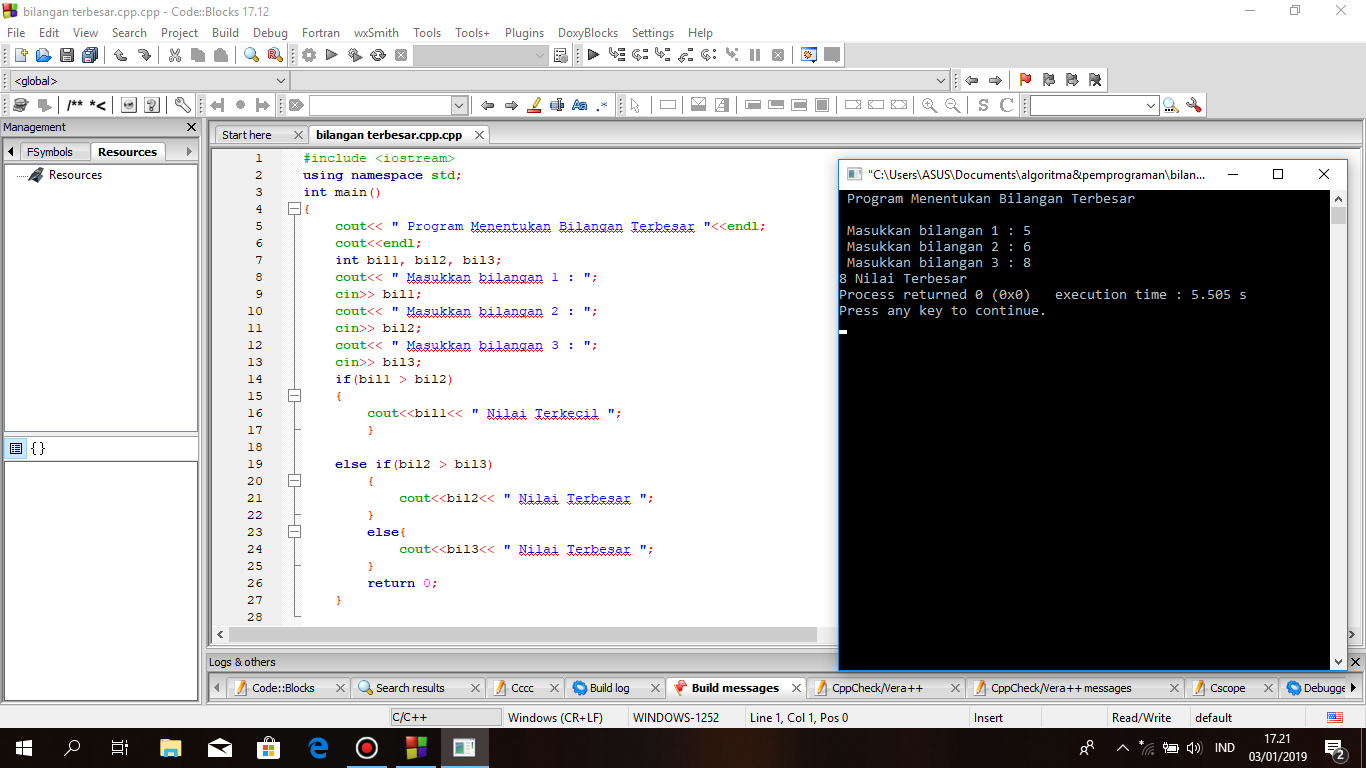 bilangan terbesar.cpp.cpp - Code::Blocks 17.12
File Edit View Search Project Build Debug Fortran wxSmith Tools Tools+ Plugins DoxyBlocks Settings Help
<global>
/** *<
Aa .*
S C
Management
Start here
bilangan terbesar.cpp.cpp
FSymbols
Resources
Resources
{}
1 #include <iostream>
2 using namespace std;
3 int main()
4 {
5 cout<< " Program Menentukan Bilangan Terbesar "<<endl;
6 cout<<endl;
7 int bil1, bil2, bil3;
8 cout<< " Masukkan bilangan 1 : ";
9 cin>> bil1;
10 cout<< " Masukkan bilangan 2 : ";
11 cin>> bil2;
12 cout<< " Masukkan bilangan 3 : ";
13 cin>> bil3;
14 if(bil1 > bil2)
15 {
16 cout<<bil1<< " Nilai Terkecil ";
17 }
18
19 else if(bil2 > bil3)
20 {
21 cout<<bil2<< " Nilai Terbesar ";
22 }
23 else{
24 cout<<bil3<< " Nilai Terbesar ";
25 }
26 return 0;
27 }
28
"C:\Users\ASUS\Documents\algoritma&pemprograman\bilan...
Program Menentukan Bilangan Terbesar
Masukkan bilangan 1 : 5
Masukkan bilangan 2 : 6
Masukkan bilangan 3 : 8
8 Nilai Terbesar
Process returned 0 (0x0) execution time : 5.505 s
Press any key to continue.
Logs & others
Code::Blocks
Search results
Cccc
Build log
Build messages
CppCheck/Vera++
CppCheck/Vera++ messages
Cscope
Debugge
C/C++ Windows (CR+LF) WINDOWS-1252 Line 1, Col 1, Pos 0 Insert Read/Write default
IND
17.21
03/01/2019
2